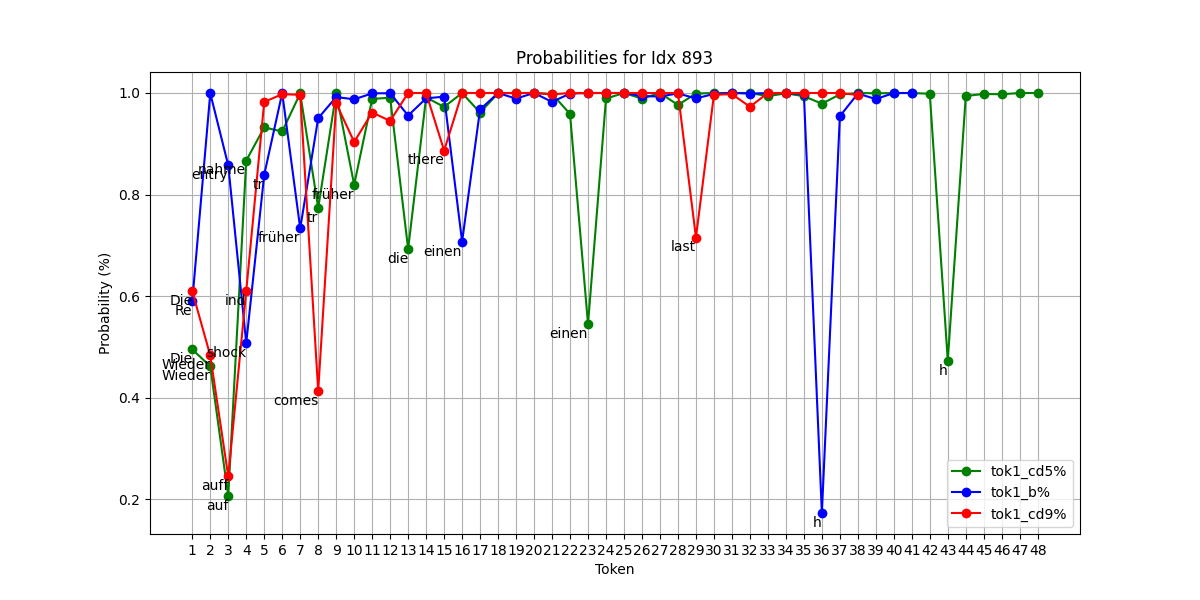 Probabilities for Idx 893
Probability (%)
1.0
0.8
0.6
0.4
0.2
nahme
entry
tr
früher
tr
früher
there
die
einen
einen
last
Die
Re
ind
shock
Die
Wieder
Wieder
comes
auff
auf
h
h
tok1_cd5%
tok1_b%
tok1_cd9%
1 2 3 4 5 6 7 8 9 10 11 12 13 14 15 16 17 18 19 20 21 22 23 24 25 26 27 28 29 30 31 32 33 34 35 36 37 38 39 40 41 42 43 44 45 46 47 48
Token